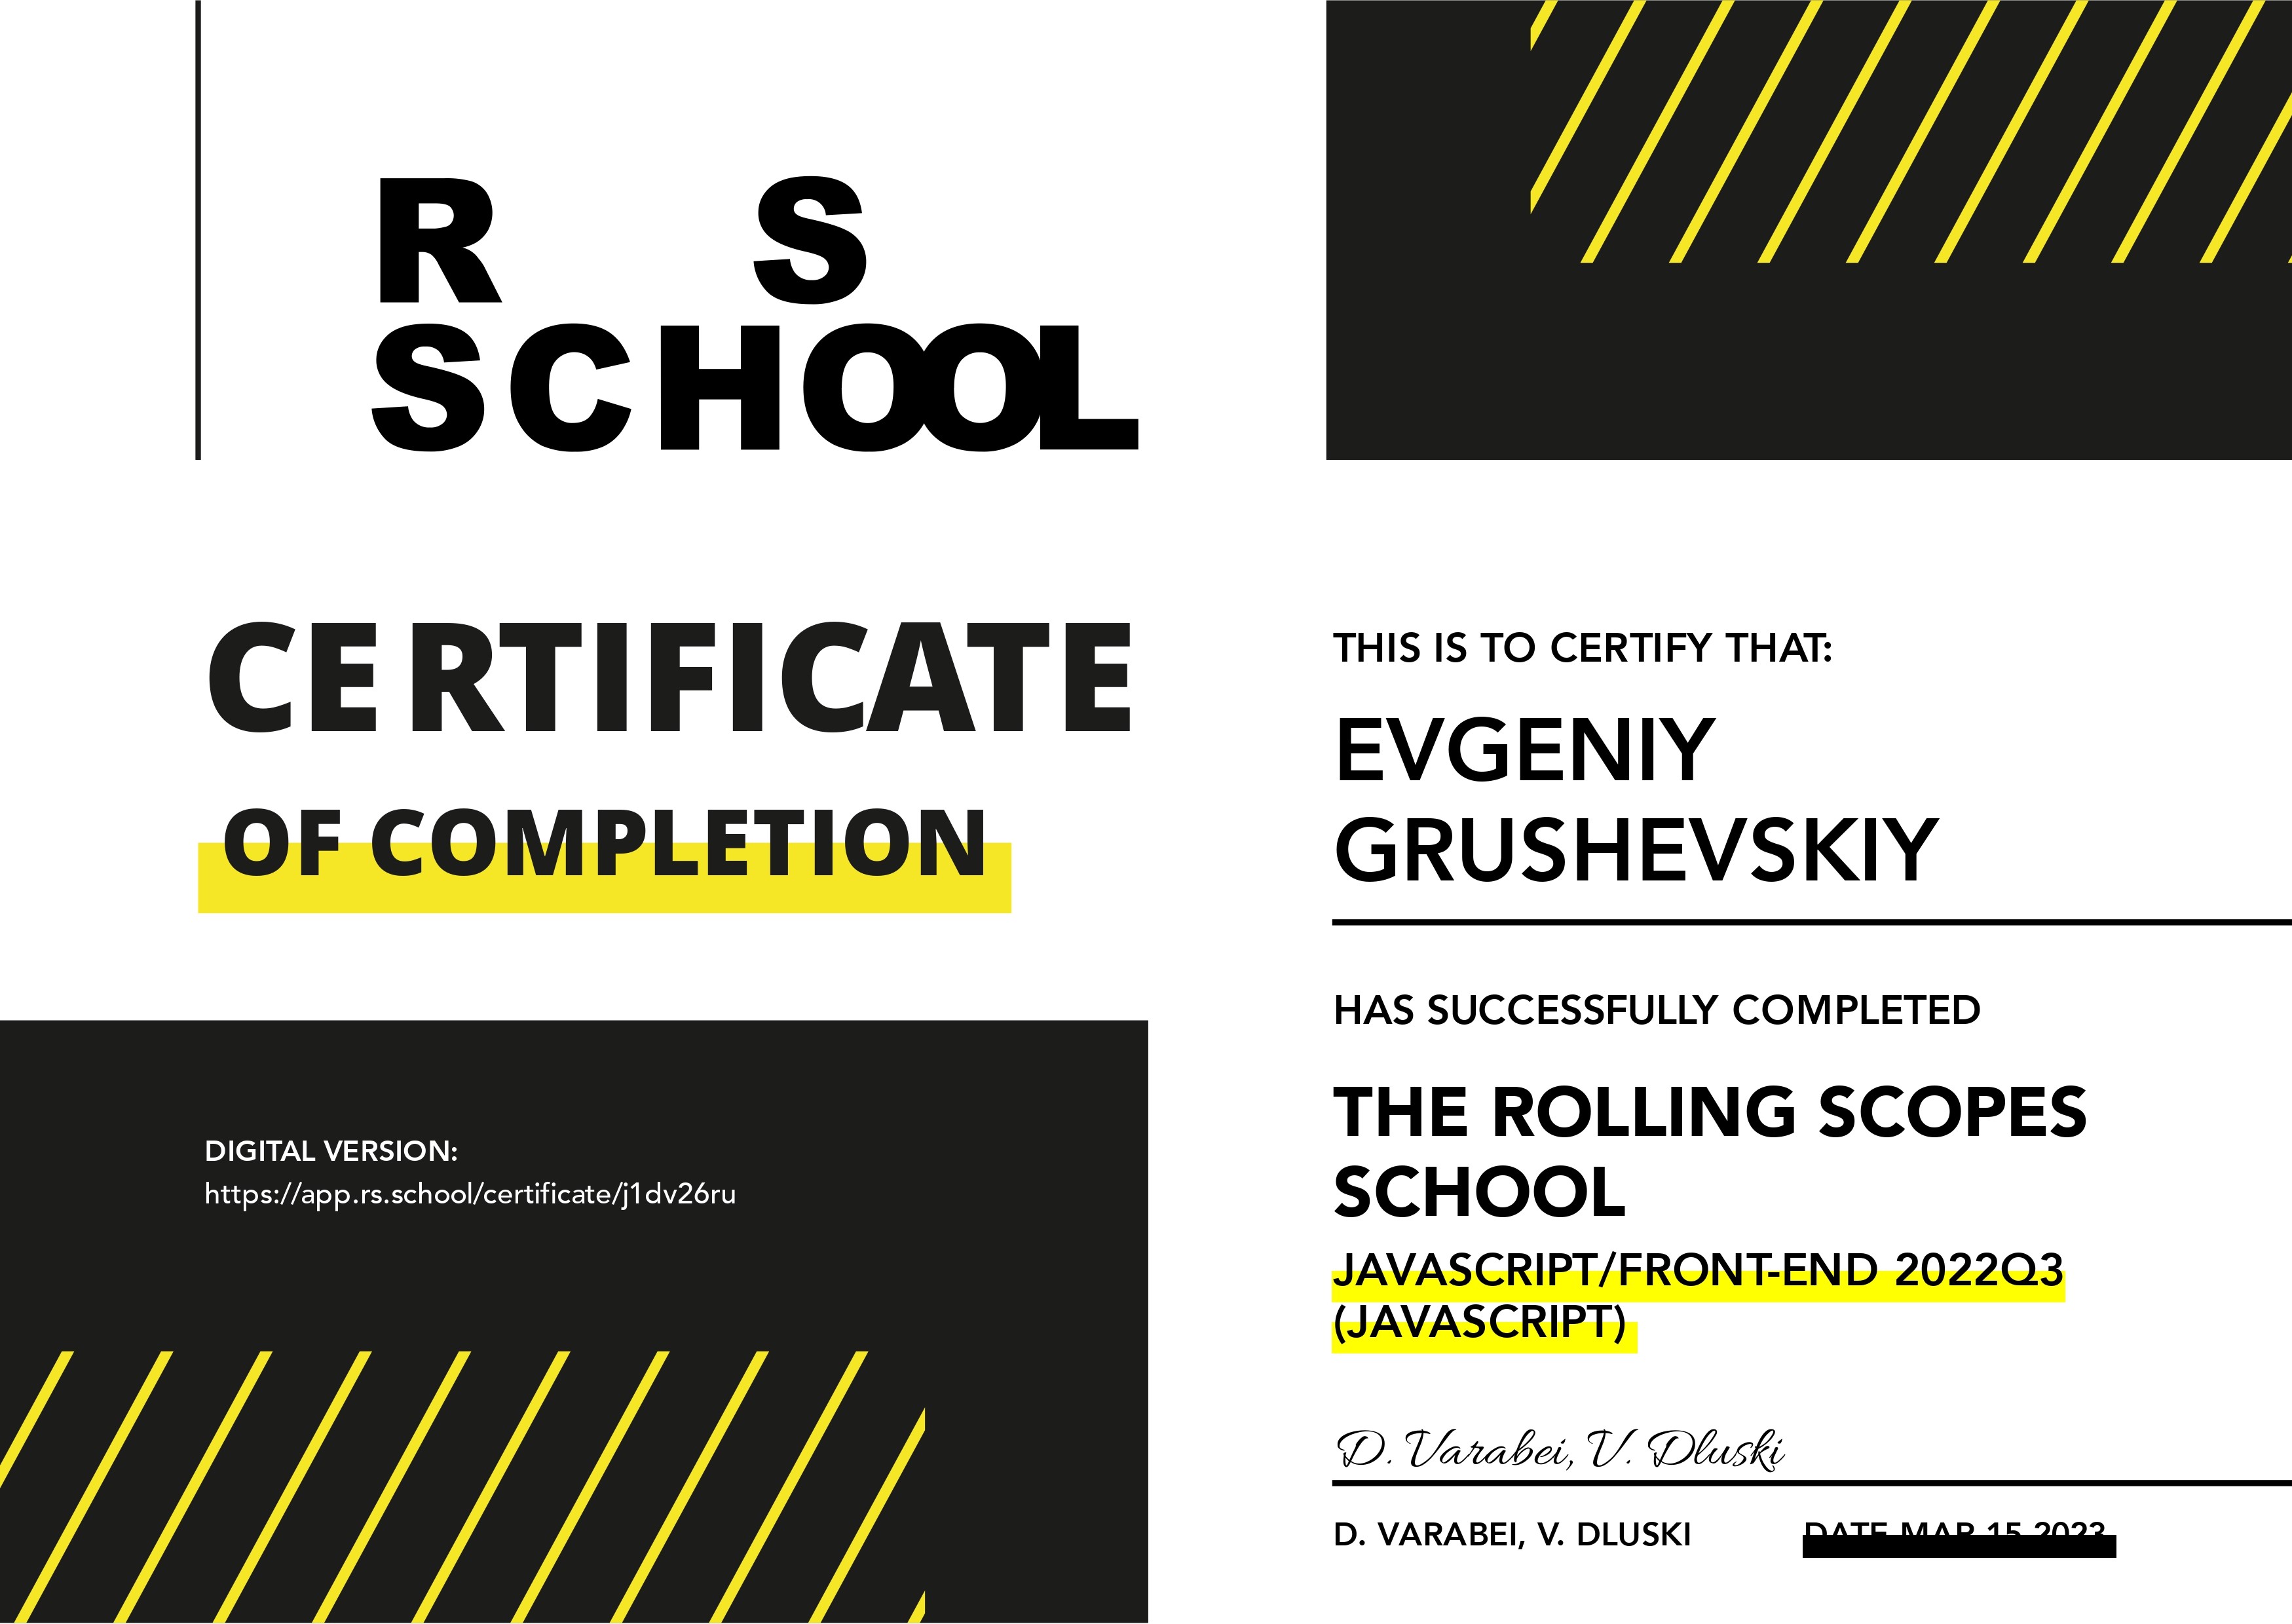 R S
SCHOOL
CERTIFICATE
OF COMPLETION
DIGITAL VERSION:
https://app.rs.school/certificate/j1dv26ru
THIS IS TO CERTIFY THAT:
EVGENIY
GRUSHEVSKIY
HAS SUCCESSFULLY COMPLETED
THE ROLLING SCOPES
SCHOOL
JAVASCRIPT/FRONT-END 2022Q3
(JAVASCRIPT)
D. Varabei, V. Dluski
D. VARABEI, V. DLUSKI
DATE MAR 15 2023